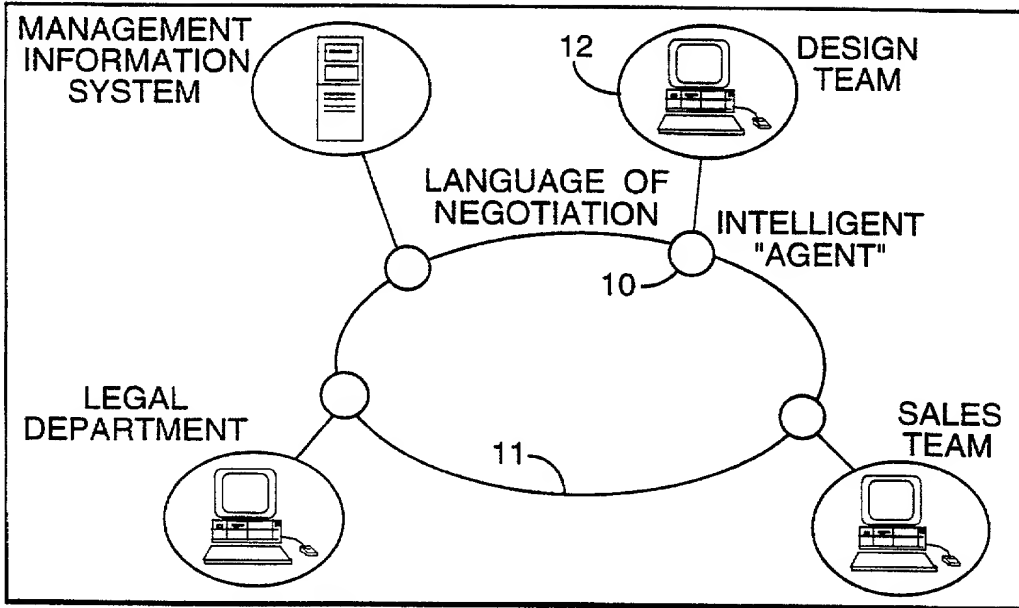 MANAGEMENT
INFORMATION
SYSTEM
12
DESIGN
TEAM
LANGUAGE OF
NEGOTIATION
INTELLIGENT
"AGENT"
10
LEGAL
DEPARTMENT
11
SALES
TEAM